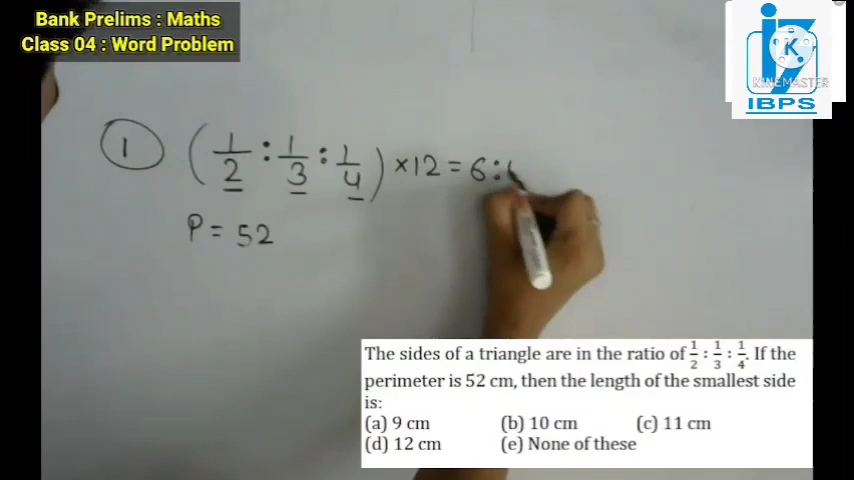 Bank Prelims : Maths
Class 04 : Word Problem
K
KINEMASTER
IBPS
1 (1/2 : 1/3 : 1/4) ×12 = 6:
P = 52
The sides of a triangle are in the ratio of 1/2 : 1/3 : 1/4. If the
perimeter is 52 cm, then the length of the smallest side
is:
(a) 9 cm (b) 10 cm (c) 11 cm
(d) 12 cm (e) None of these